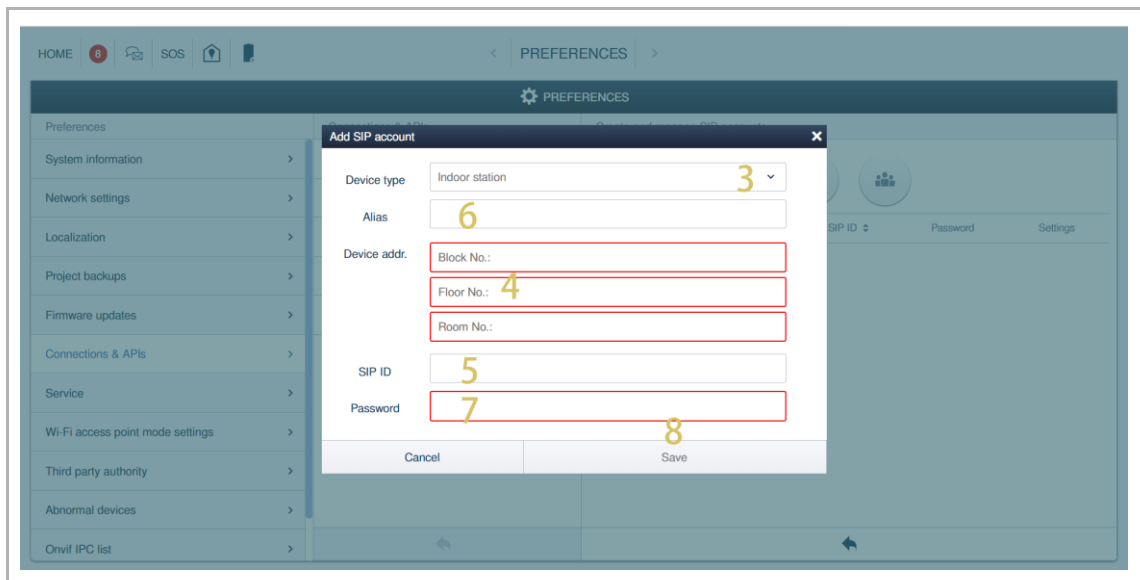 HOME 8 SOS < PREFERENCES >
PREFERENCES
Preferences
System information
Network settings
Localization
Project backups
Firmware updates
Connections & APIs
Service
Wi-Fi access point mode settings
Third party authority
Abnormal devices
Onvif IPC list
Add SIP account ×
Device type Indoor station 3
Alias 6
Device addr. Block No.:
Floor No.: 4
Room No.:
SIP ID 5
Password 7
8
Cancel Save
SIP ID Password Settings